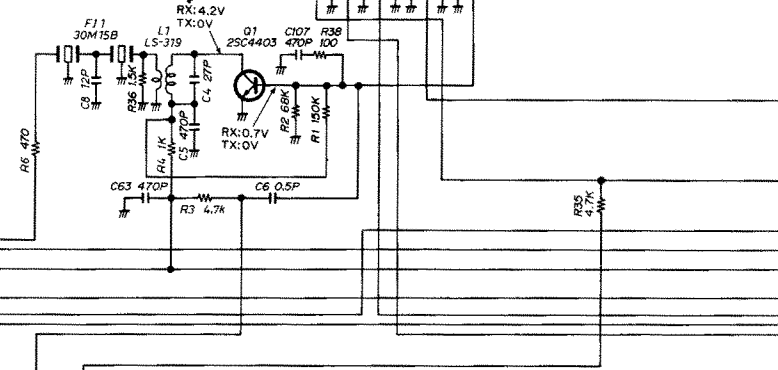 RX:4.2V
TX:0V
FI1
30M15B
L1
LS-319
Q1
2SC4403
C107
470P
R38
100
C8 12P
R36 1.5K
C4 27P
R6 470
R4 1K
C5 470P
RX:0.7V
TX:0V
R2 68K
R1 150K
C63 470P
R3 4.7K
C6 0.5P
R35
4.7K